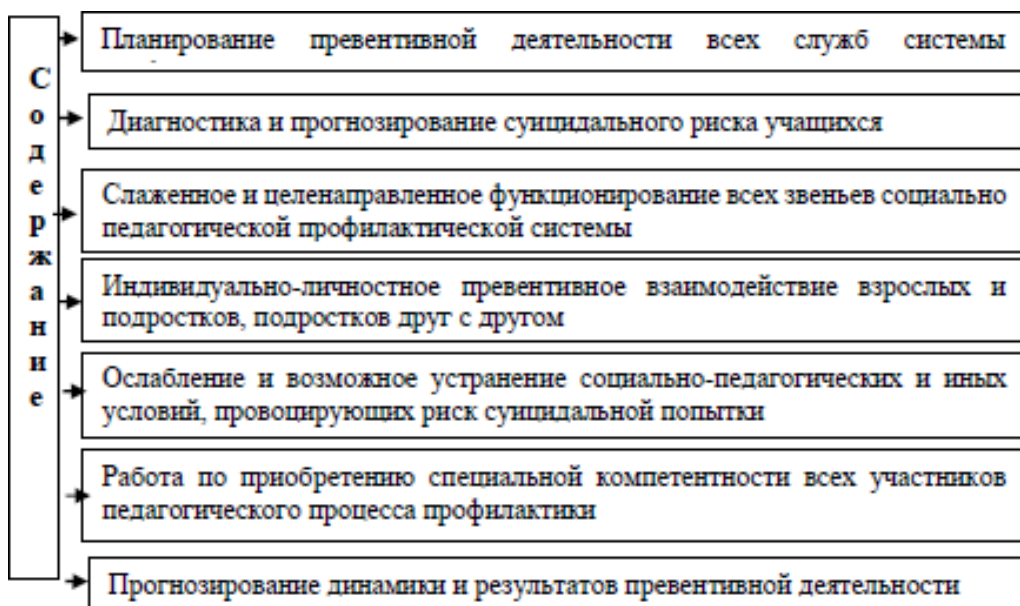 Содержание
Планирование превентивной деятельности всех служб системы
Диагностика и прогнозирование суицидального риска учащихся
Слаженное и целенаправленное функционирование всех звеньев социально
педагогической профилактической системы
Индивидуально-личностное превентивное взаимодействие взрослых и
подростков, подростков друг с другом
Ослабление и возможное устранение социально-педагогических и иных
условий, провоцирующих риск суицидальной попытки
Работа по приобретению специальной компетентности всех участников
педагогического процесса профилактики
Прогнозирование динамики и результатов превентивной деятельности